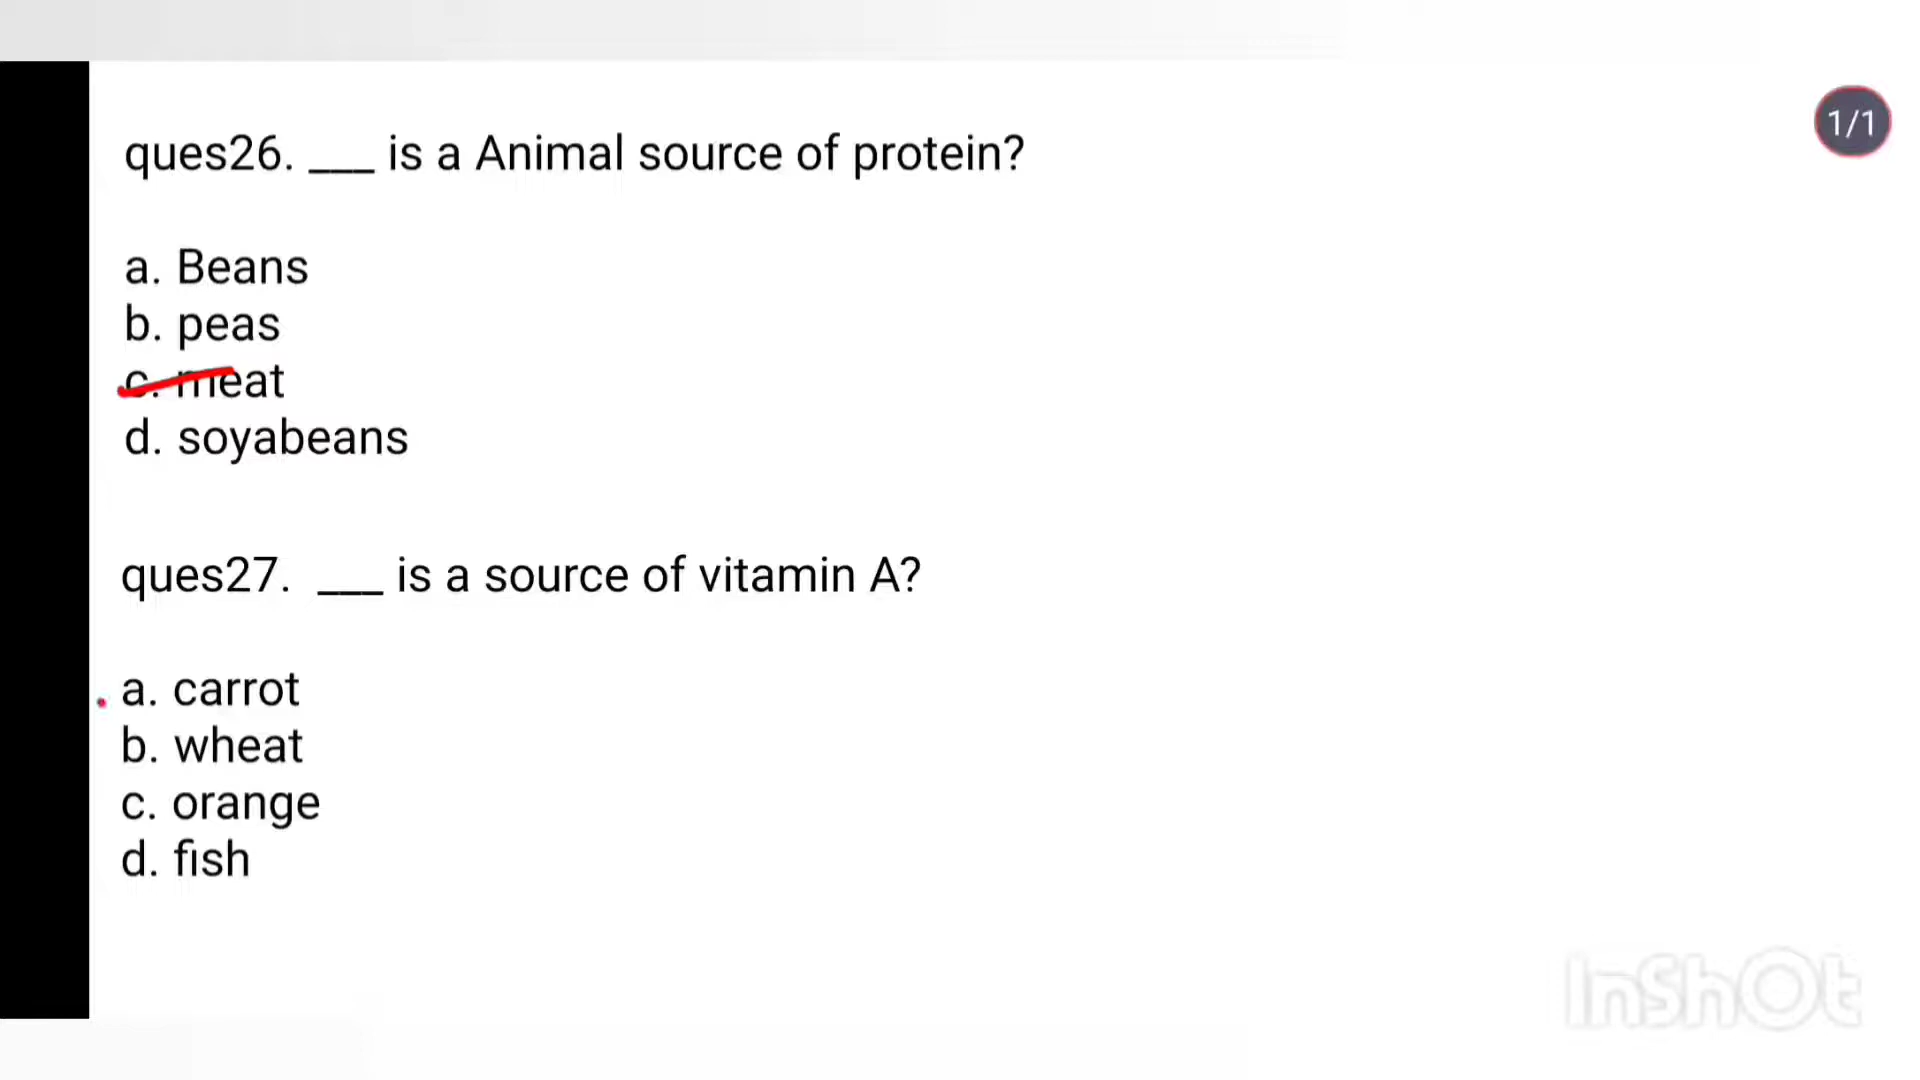 1/1
ques26. ___ is a Animal source of protein?
a. Beans
b. peas
c. meat
d. soyabeans
ques27. ___ is a source of vitamin A?
a. carrot
b. wheat
c. orange
d. fish
InShOt